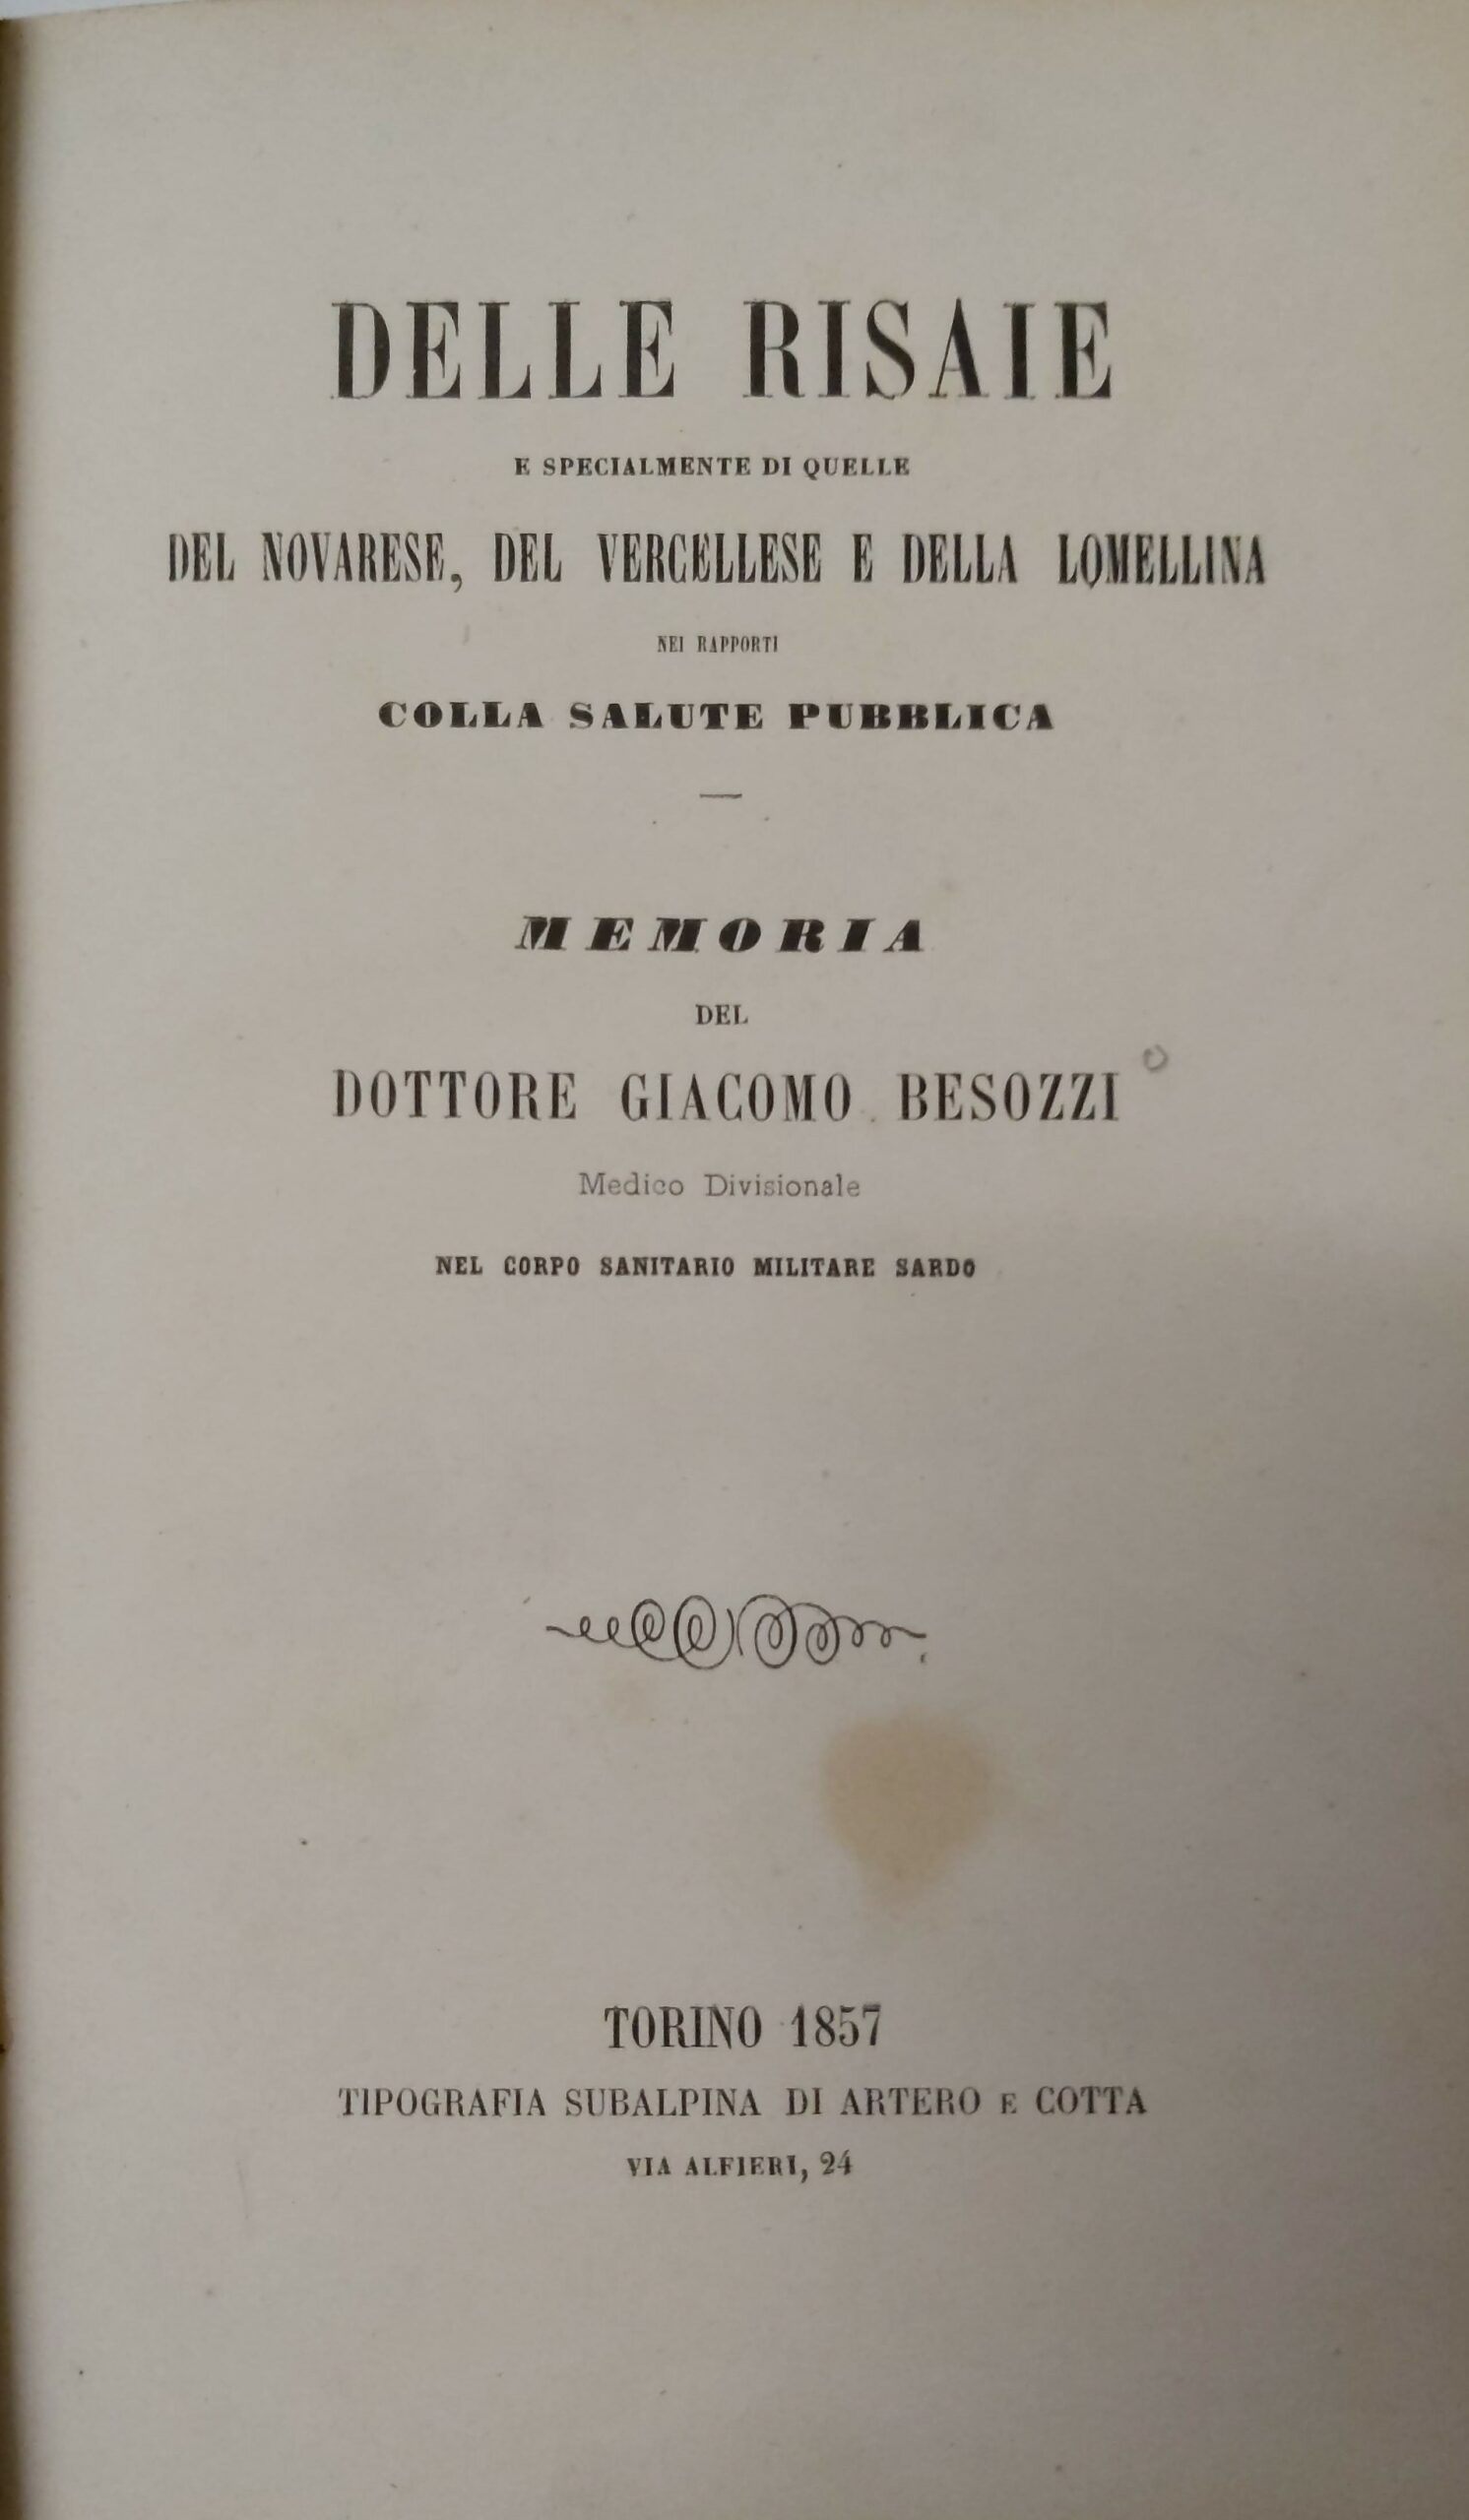 DELLE RISAIE
E SPECIALMENTE DI QUELLE
DEL NOVARESE, DEL VERCELLESE E DELLA LOMELLINA
NEI RAPPORTI
COLLA SALUTE PUBBLICA
MEMORIA
DEL
DOTTORE GIACOMO BESOZZI
Medico Divisionale
NEL CORPO SANITARIO MILITARE SARDO
TORINO 1857
TIPOGRAFIA SUBALPINA DI ARTERO E COTTA
VIA ALFIERI, 24